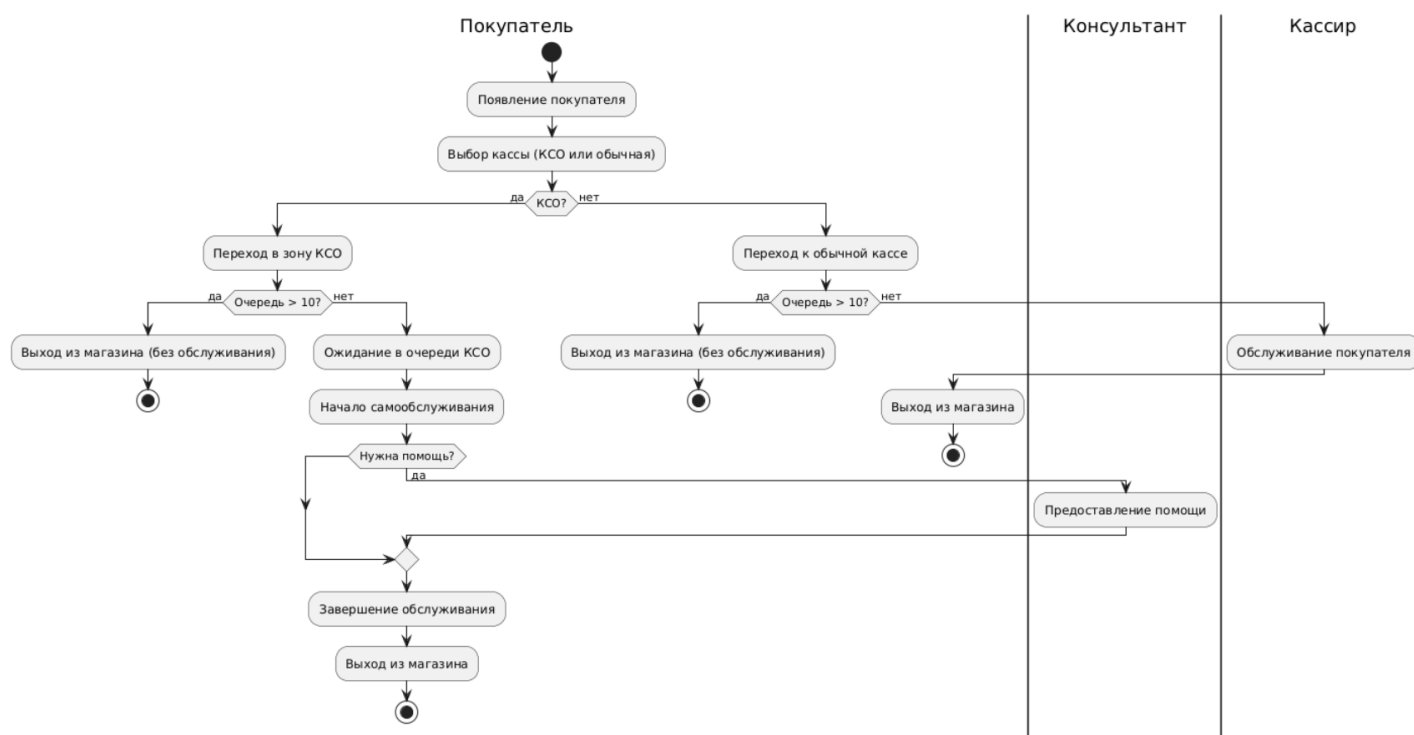 Покупатель
Консультант
Кассир
Появление покупателя
Выбор кассы (КСО или обычная)
да
КСО?
нет
Переход в зону КСО
Переход к обычной кассе
да
Очередь > 10?
нет
да
Очередь > 10?
нет
Выход из магазина (без обслуживания)
Ожидание в очереди КСО
Выход из магазина (без обслуживания)
Обслуживание покупателя
Начало самообслуживания
Выход из магазина
Нужна помощь?
да
Предоставление помощи
Завершение обслуживания
Выход из магазина